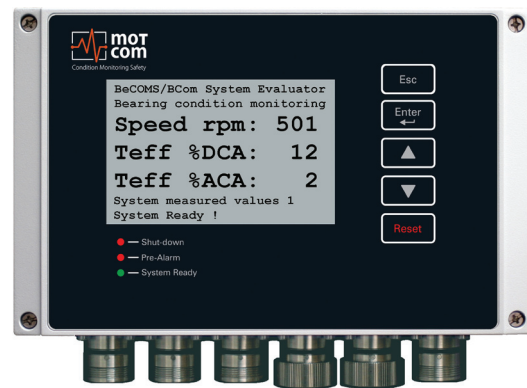 мот
com
Condition Monitoring Safety
BeCOMS/BCom System Evaluator
Bearing condition monitoring
Speed rpm: 501
Teff %DCA: 12
Teff %ACA: 2
System measured values 1
System Ready !
Shut-down
Pre-Alarm
System Ready
Esc
Enter
Reset